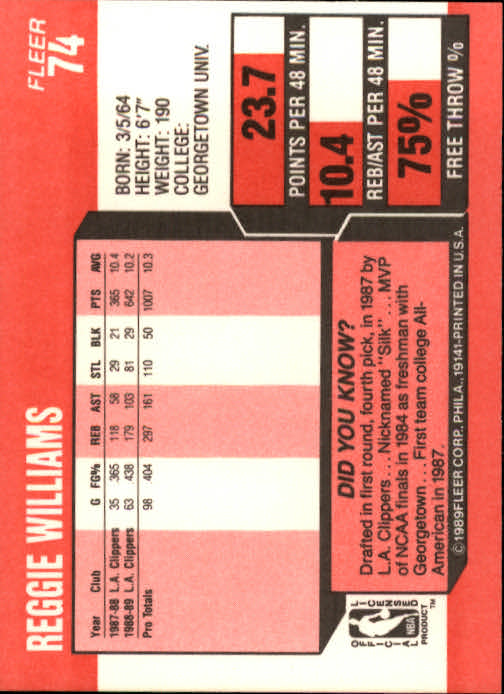 REGGIE WILLIAMS
FLEER
74
Year Club G FG% REB AST STL BLK PTS AVG
1987-88 L.A. Clippers 35 .365 118 58 29 21 365 10.4
1988-89 L.A. Clippers 63 .438 179 103 81 29 642 10.2
Pro Totals 98 .404 297 161 110 50 1007 10.3
BORN: 3/5/64
HEIGHT: 6'7"
WEIGHT: 190
COLLEGE:
GEORGETOWN UNIV.
23.7
POINTS PER 48 MIN.
10.4
REB/AST PER 48 MIN.
75%
FREE THROW %
DID YOU KNOW?
Drafted in first round, fourth pick, in 1987 by
L.A. Clippers... Nicknamed "Silk"... MVP
of NCAA finals in 1984 as freshman with
Georgetown... First team college All-
American in 1987.
OFFICIAL
LICENSED
NBA
PRODUCT™
©1989FLEER CORP., PHILA., 19141-PRINTED IN U.S.A.